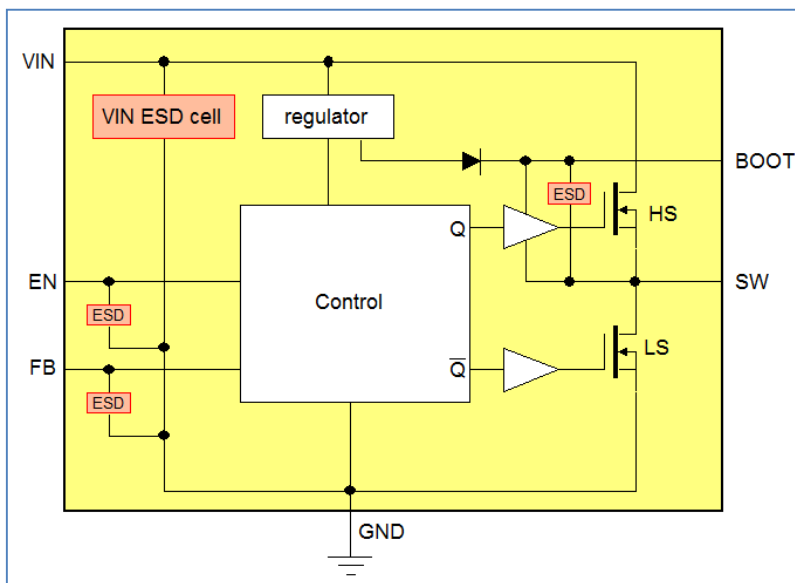 VIN
VIN ESD cell
regulator
BOOT
ESD
HS
Q
EN
SW
Control
ESD
LS
FB
Q̅
ESD
GND